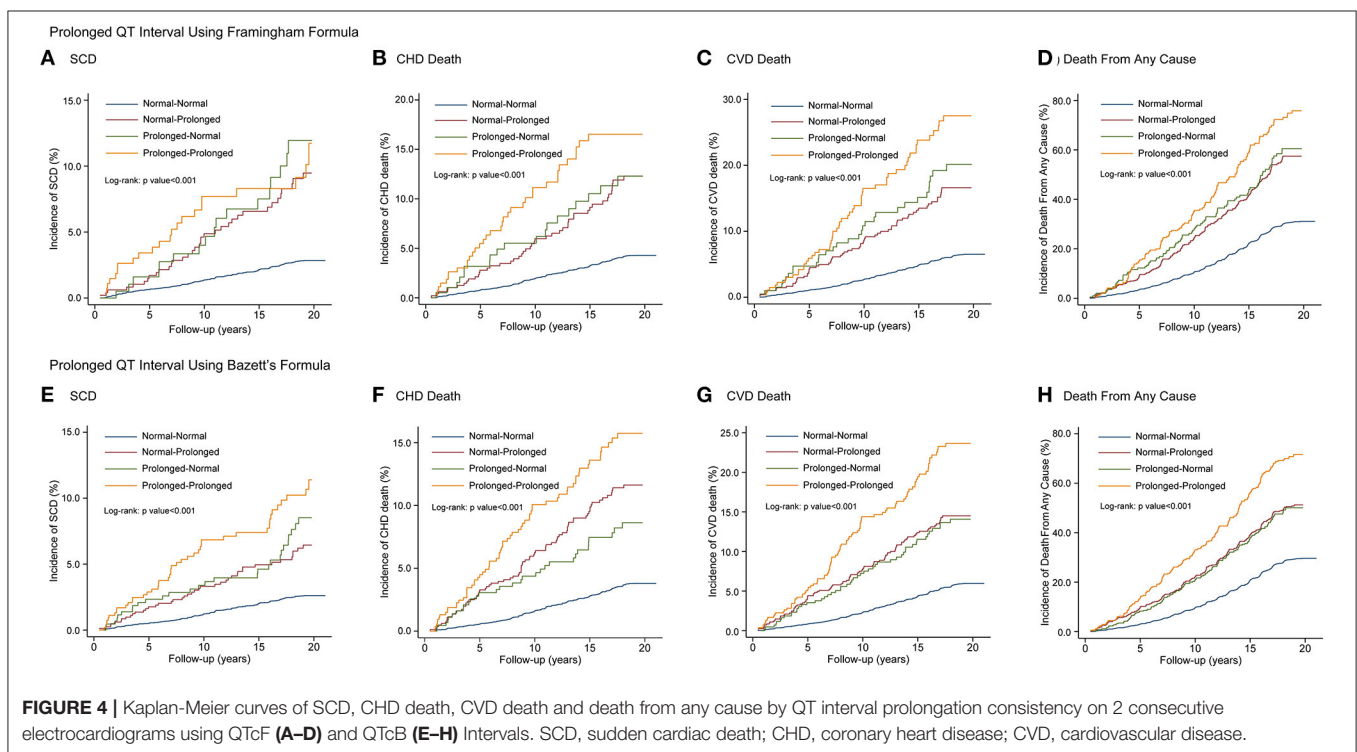 Prolonged QT Interval Using Framingham Formula
A SCD
Incidence of SCD (%)
15.0
10.0
5.0
0.0
Normal-Normal
Normal-Prolonged
Prolonged-Normal
Prolonged-Prolonged
Log-rank: p value<0.001
0 5 10 15 20
Follow-up (years)
B CHD Death
Incidence of CHD death (%)
20.0
15.0
10.0
5.0
0.0
Normal-Normal
Normal-Prolonged
Prolonged-Normal
Prolonged-Prolonged
Log-rank: p value<0.001
0 5 10 15 20
Follow-up (years)
C CVD Death
Incidence of CVD death (%)
30.0
20.0
10.0
0.0
Normal-Normal
Normal-Prolonged
Prolonged-Normal
Prolonged-Prolonged
Log-rank: p value<0.001
0 5 10 15 20
Follow-up (years)
D ) Death From Any Cause
Incidence of Death From Any Cause (%)
80.0
60.0
40.0
20.0
0.0
Normal-Normal
Normal-Prolonged
Prolonged-Normal
Prolonged-Prolonged
Log-rank: p value<0.001
0 5 10 15 20
Follow-up (years)
Prolonged QT Interval Using Bazett's Formula
E SCD
Incidence of SCD (%)
15.0
10.0
5.0
0.0
Normal-Normal
Normal-Prolonged
Prolonged-Normal
Prolonged-Prolonged
Log-rank: p value<0.001
0 5 10 15 20
Follow-up (years)
F CHD Death
Incidence of CHD death (%)
15.0
10.0
5.0
0.0
Normal-Normal
Normal-Prolonged
Prolonged-Normal
Prolonged-Prolonged
Log-rank: p value<0.001
0 5 10 15 20
Follow-up (years)
G CVD Death
Incidence of CVD death (%)
25.0
20.0
15.0
10.0
5.0
0.0
Normal-Normal
Normal-Prolonged
Prolonged-Normal
Prolonged-Prolonged
Log-rank: p value<0.001
0 5 10 15 20
Follow-up (years)
H Death From Any Cause
Incidence of Death From Any Cause (%)
80.0
60.0
40.0
20.0
0.0
Normal-Normal
Normal-Prolonged
Prolonged-Normal
Prolonged-Prolonged
Log-rank: p value<0.001
0 5 10 15 20
Follow-up (years)
FIGURE 4 | Kaplan-Meier curves of SCD, CHD death, CVD death and death from any cause by QT interval prolongation consistency on 2 consecutive
electrocardiograms using QTcF (A–D) and QTcB (E–H) Intervals. SCD, sudden cardiac death; CHD, coronary heart disease; CVD, cardiovascular disease.